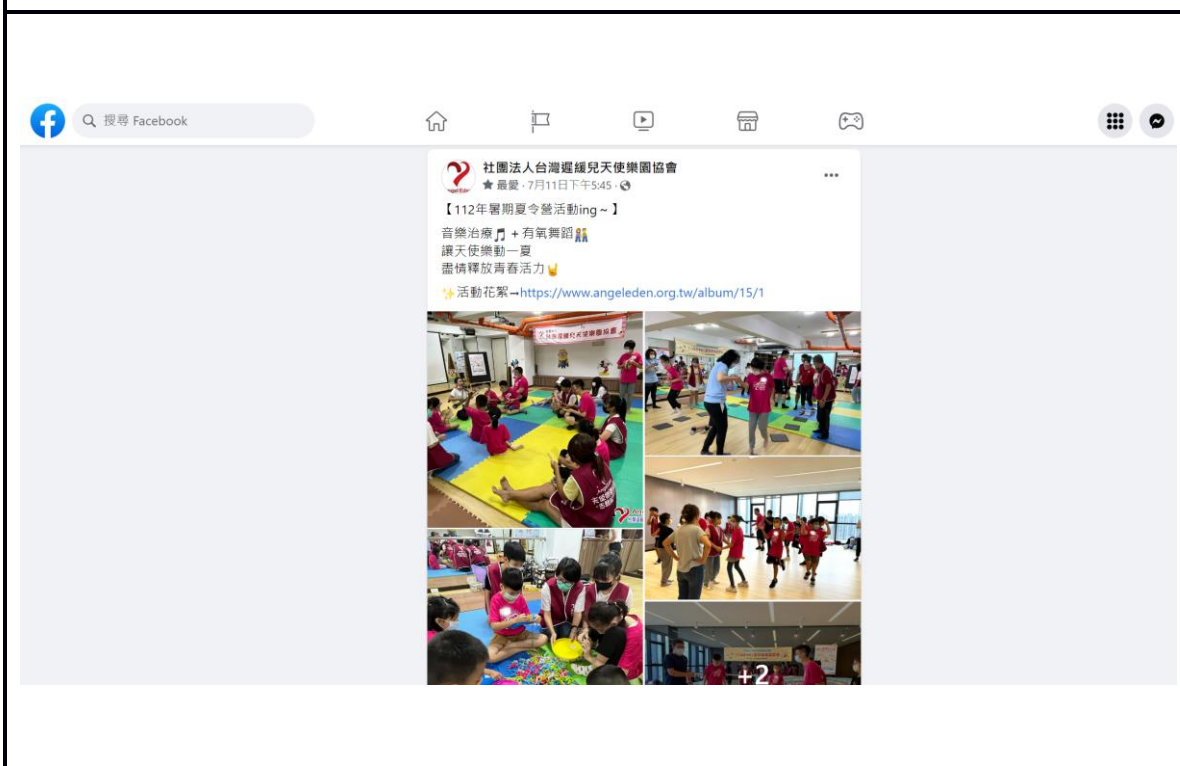 搜尋 Facebook
社團法人台灣遲緩兒天使樂園協會
★ 最愛 · 7月11日下午5:45 ·
【112年暑期夏令營活動ing ~ 】
音樂治療🎵 + 有氧舞蹈👯
讓天使樂動一夏
盡情釋放青春活力🤘
✨活動花絮→https://www.angeleden.org.tw/album/15/1
+2